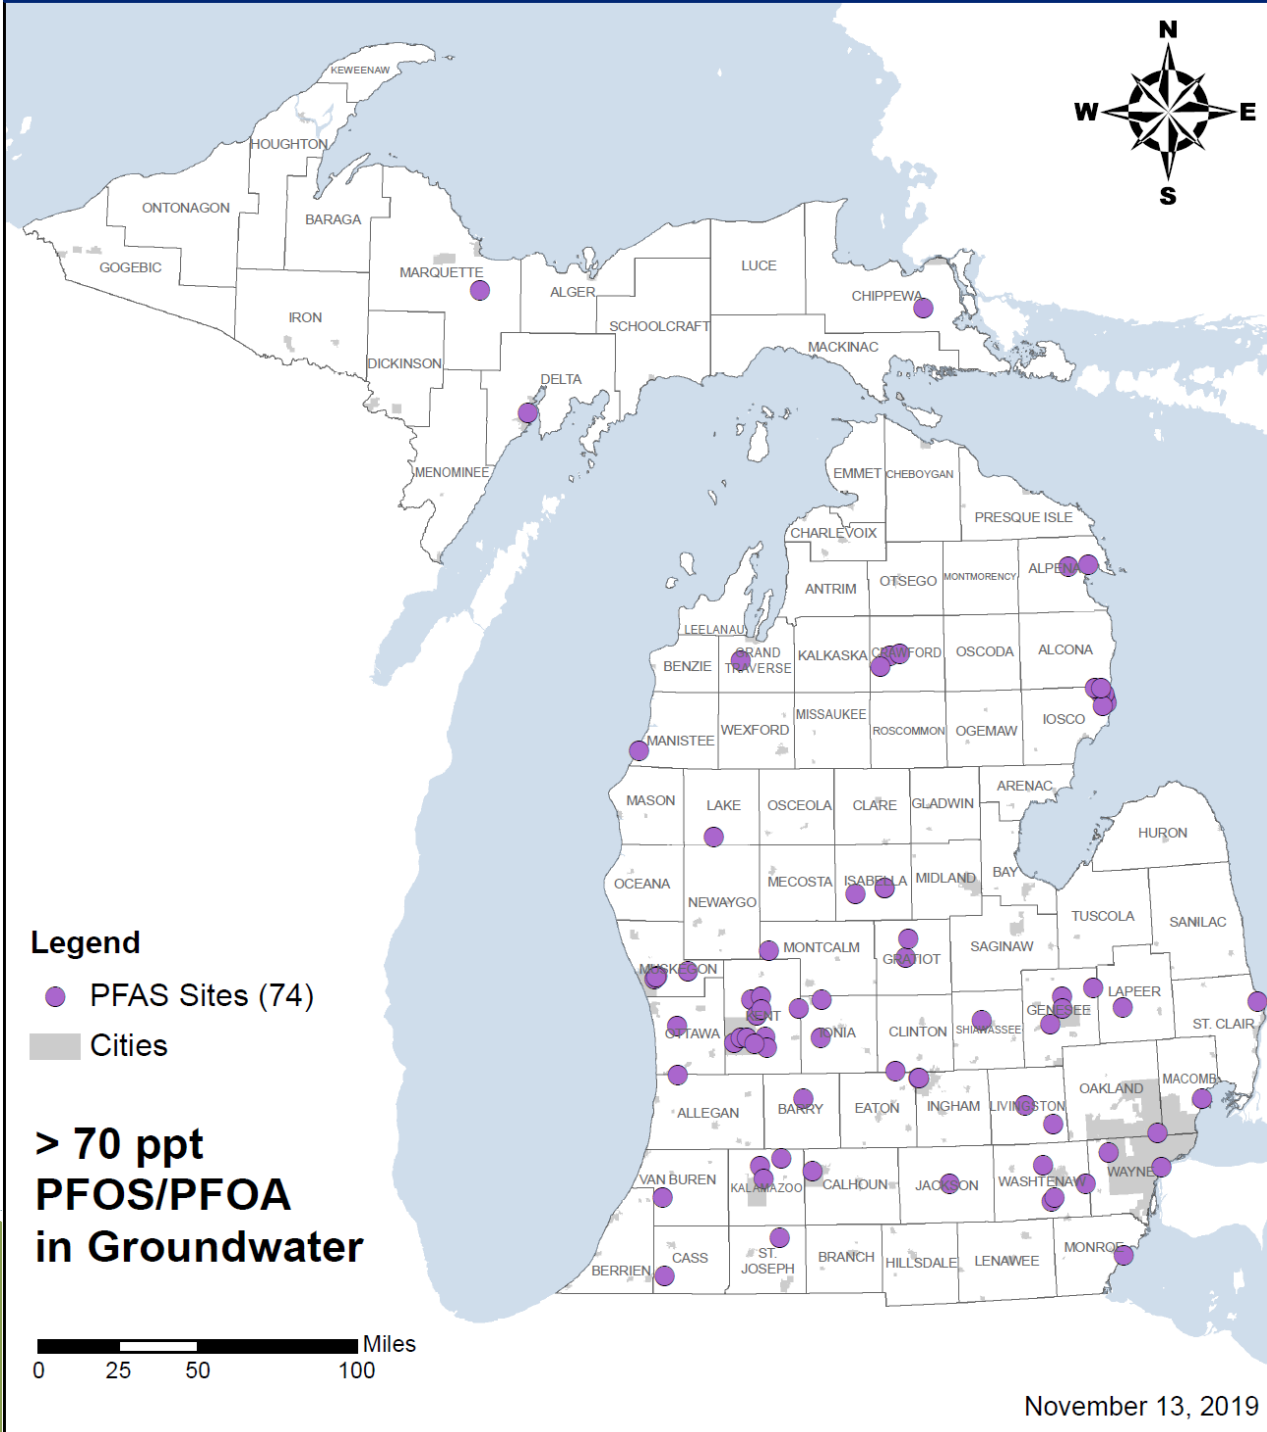 N
W E
S
KEWEENAW
HOUGHTON
ONTONAGON
BARAGA
GOGEBIC
MARQUETTE
LUCE
ALGER
CHIPPEWA
IRON
SCHOOLCRAFT
MACKINAC
DICKINSON
DELTA
MENOMINEE
EMMET
CHEBOYGAN
PRESQUE ISLE
CHARLEVOIX
ANTRIM
OTSEGO
MONTMORENCY
ALPENA
LEELANAU
BENZIE
GRAND
TRAVERSE
KALKASKA
CRAWFORD
OSCODA
ALCONA
MANISTEE
WEXFORD
MISSAUKEE
ROSCOMMON
OGEMAW
IOSCO
MASON
LAKE
OSCEOLA
CLARE
GLADWIN
ARENAC
HURON
OCEANA
NEWAYGO
MECOSTA
ISABELLA
MIDLAND
BAY
TUSCOLA
SANILAC
MUSKEGON
MONTCALM
GRATIOT
SAGINAW
OTTAWA
KENT
IONIA
CLINTON
SHIAWASSEE
GENESEE
LAPEER
ST. CLAIR
ALLEGAN
BARRY
EATON
INGHAM
LIVINGSTON
OAKLAND
MACOMB
VAN BUREN
KALAMAZOO
CALHOUN
JACKSON
WASHTENAW
WAYNE
BERRIEN
CASS
ST.
JOSEPH
BRANCH
HILLSDALE
LENAWEE
MONROE
Legend
PFAS Sites (74)
Cities
> 70 ppt
PFOS/PFOA
in Groundwater
Miles
0 25 50 100
November 13, 2019